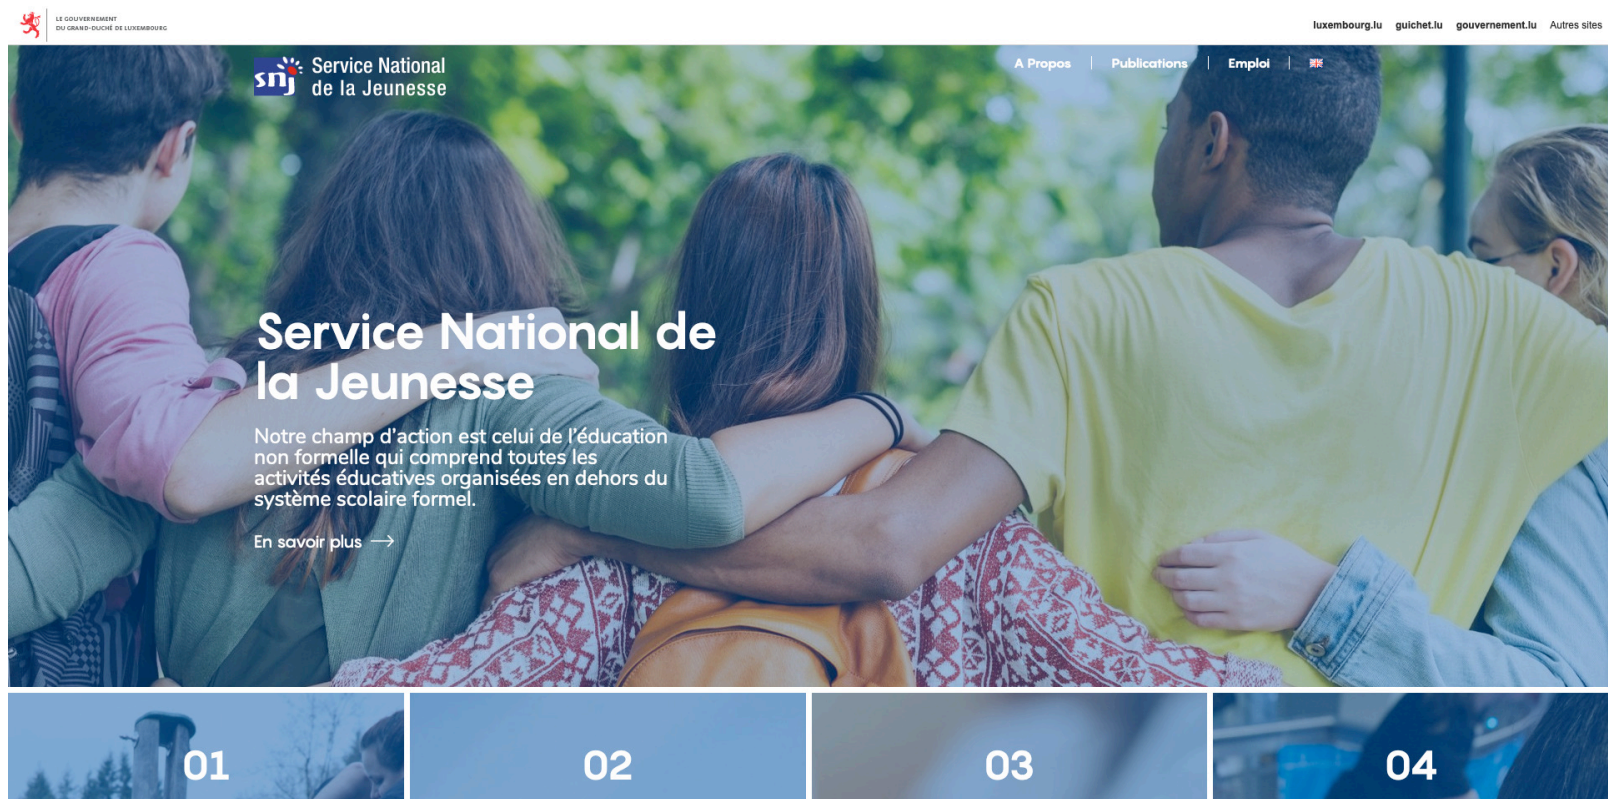 LE GOUVERNEMENT
DU GRAND-DUCHÉ DE LUXEMBOURG
luxembourg.lu guichet.lu gouvernement.lu Autres sites
snj Service National
de la Jeunesse
A Propos Publications Emploi
Service National de
la Jeunesse
Notre champ d'action est celui de l'éducation
non formelle qui comprend toutes les
activités éducatives organisées en dehors du
système scolaire formel.
En savoir plus
01 02 03 04